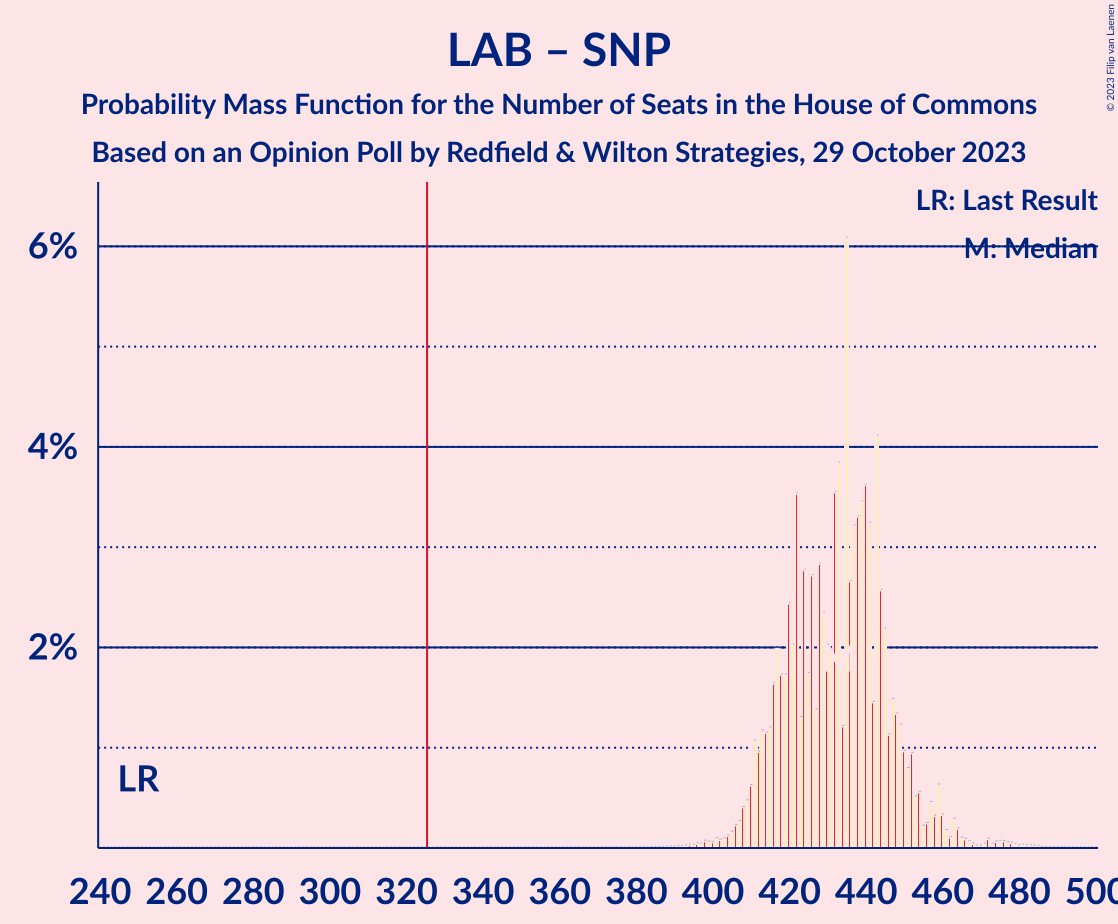 LAB – SNP
Probability Mass Function for the Number of Seats in the House of Commons
Based on an Opinion Poll by Redfield & Wilton Strategies, 29 October 2023
© 2023 Filip van Laenen
LR: Last Result
M: Median
6%
4%
2%
LR
240 260 280 300 320 340 360 380 400 420 440 460 480 500